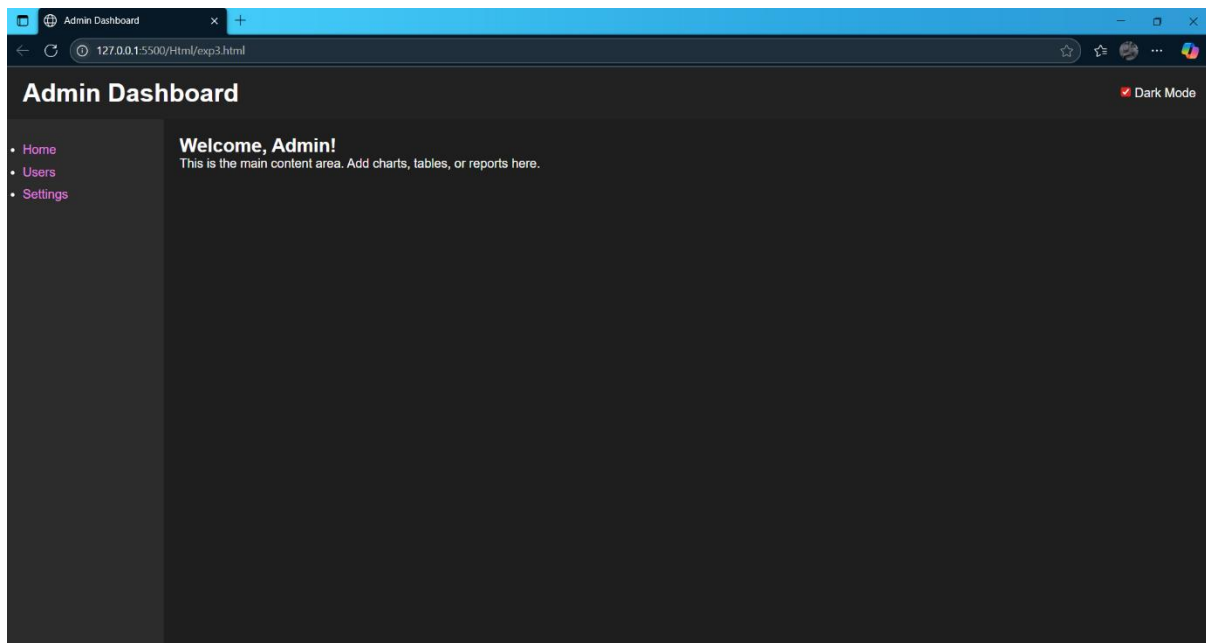 Admin Dashboard
127.0.0.1:5500/Html/exp3.html
Admin Dashboard
Dark Mode
Home
Users
Settings
Welcome, Admin!
This is the main content area. Add charts, tables, or reports here.